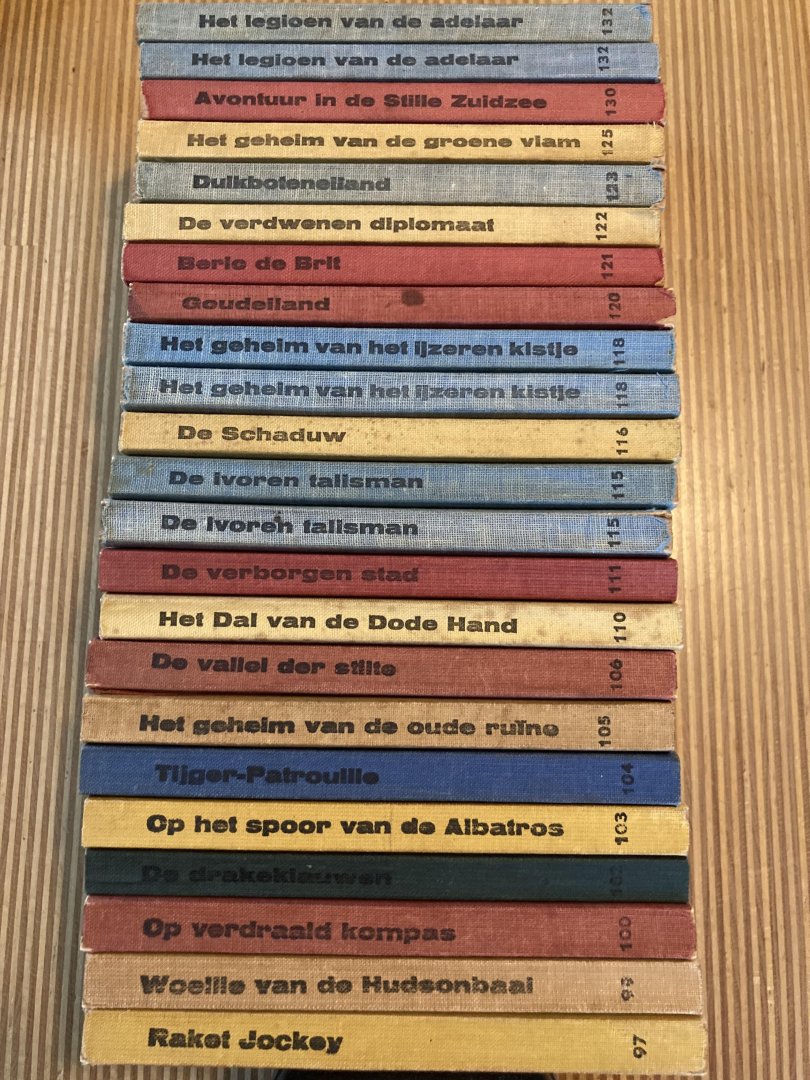 Het legioen van de adelaar 132
Het legioen van de adelaar 132
Avontuur in de Stille Zuidzee 130
Het geheim van de groene vlam 125
Duikboteneiland 123
De verdwenen diplomaat 122
Berie de Brit 121
Goudeiland 120
Het geheim van het ijzeren kistje 118
Het geheim van het ijzeren kistje 118
De Schaduw 116
De ivoren talisman 115
De ivoren talisman 115
De verborgen stad 111
Het Dal van de Dode Hand 110
De vallei der stilte 106
Het geheim van de oude ruïne 105
Tijger-Patrouille 104
Op het spoor van de Albatros 103
De drakeklauwen 102
Op verdraaid kompas 100
Woellie van de Hudsonbaai
Raket Jockey 97